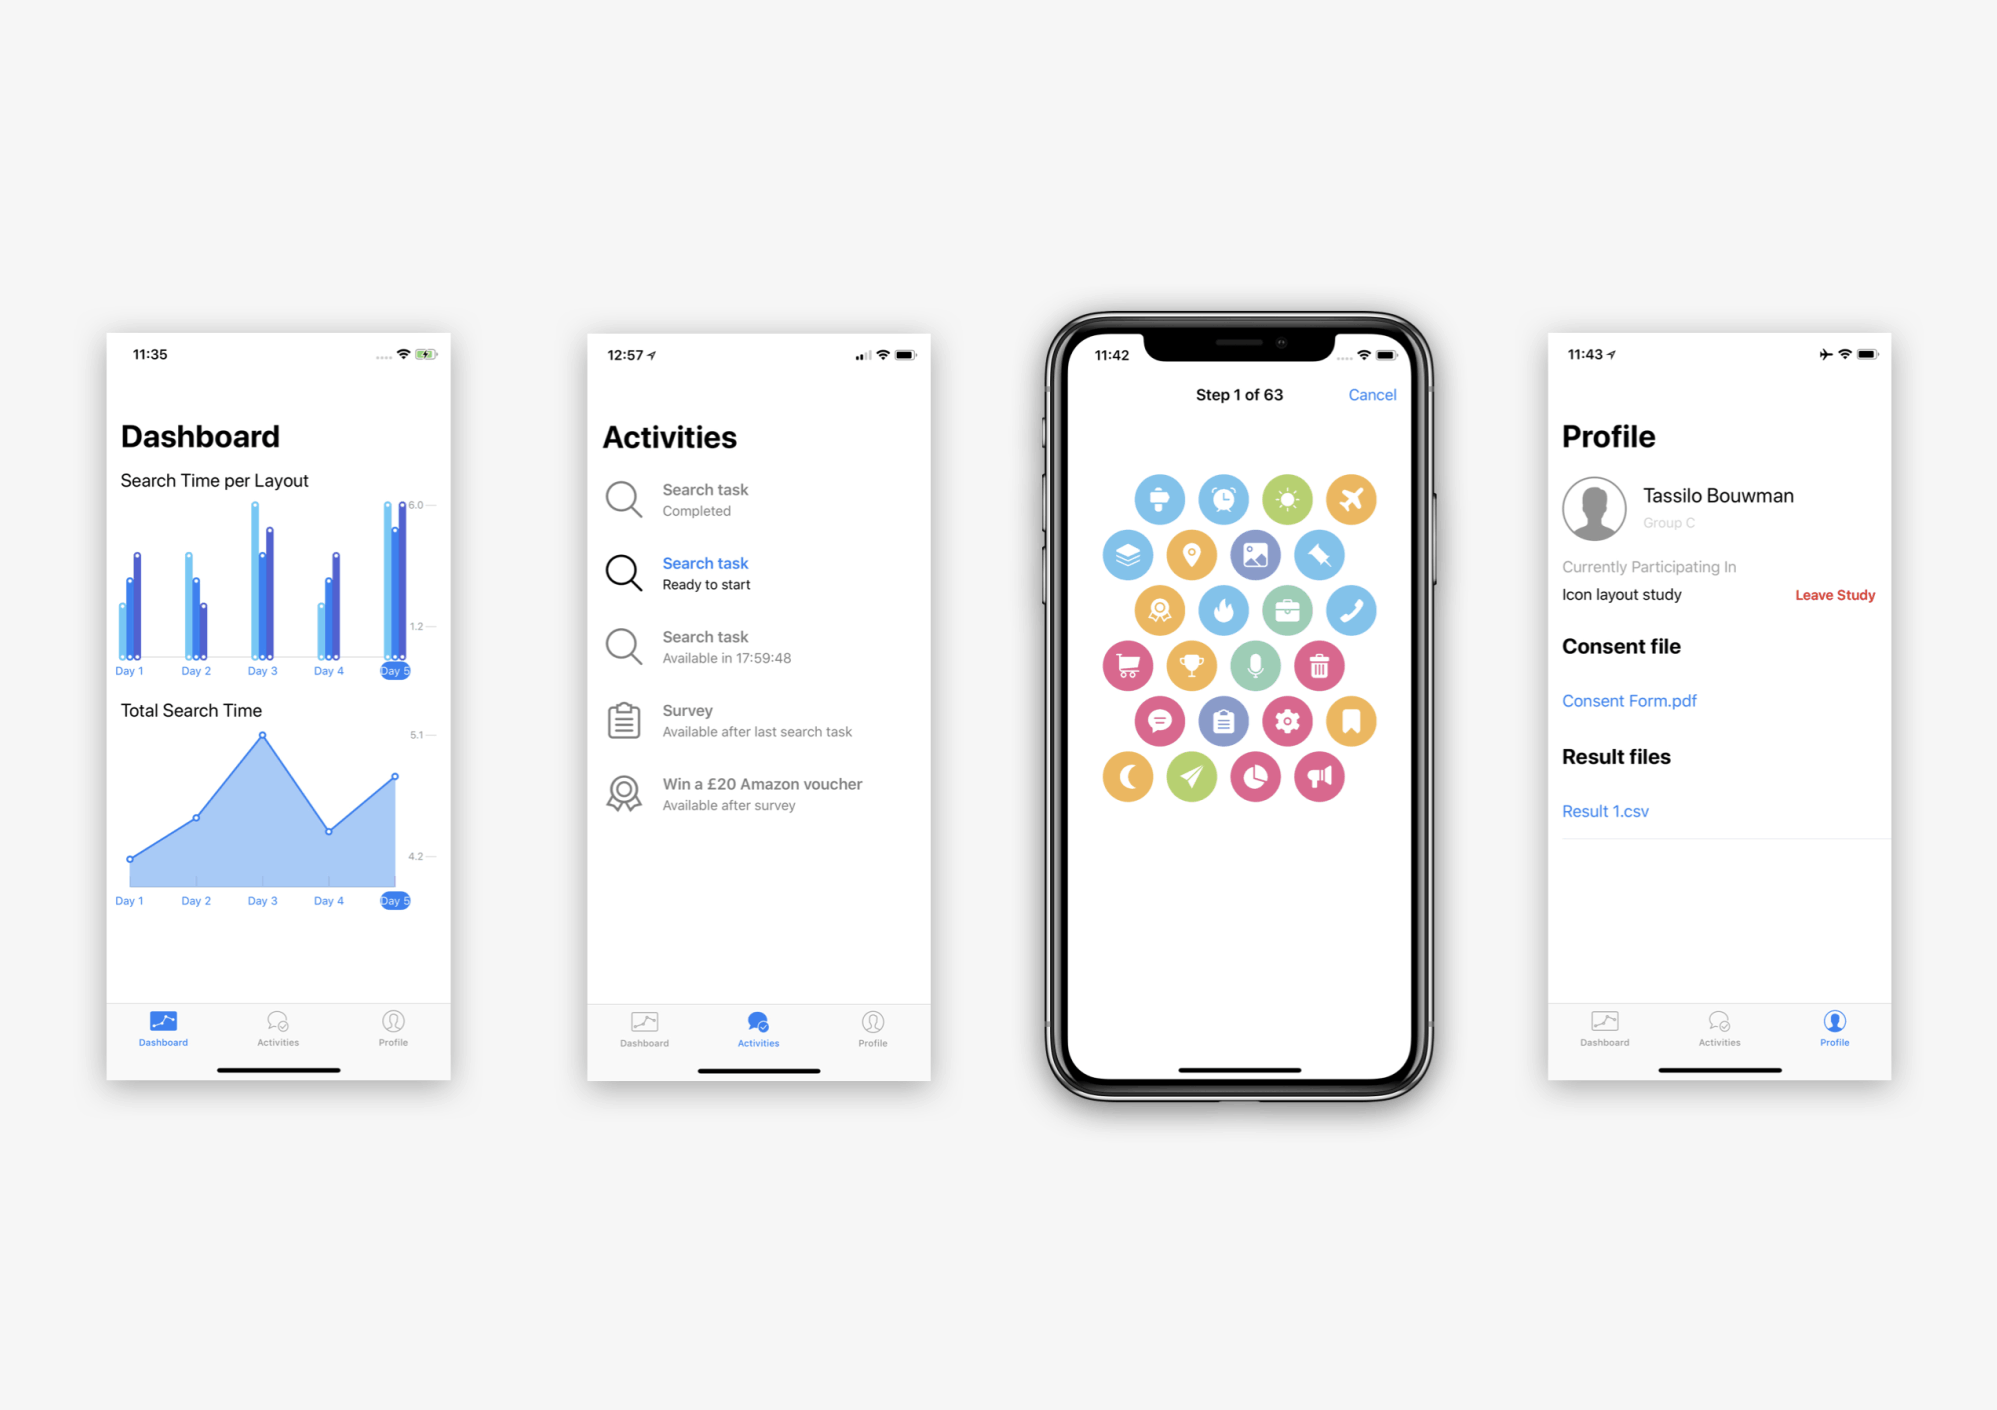 11:35
Dashboard
Search Time per Layout
6.0
1.2
Day 1 Day 2 Day 3 Day 4 Day 5
Total Search Time
5.1
4.2
Day 1 Day 2 Day 3 Day 4 Day 5
Dashboard Activities Profile
12:57
Activities
Search task
Completed
Search task
Ready to start
Search task
Available in 17:59:48
Survey
Available after last search task
Win a £20 Amazon voucher
Available after survey
Dashboard Activities Profile
11:42
Step 1 of 63 Cancel
11:43
Profile
Tassilo Bouwman
Group C
Currently Participating In
Icon layout study Leave Study
Consent file
Consent Form.pdf
Result files
Result 1.csv
Dashboard Activities Profile